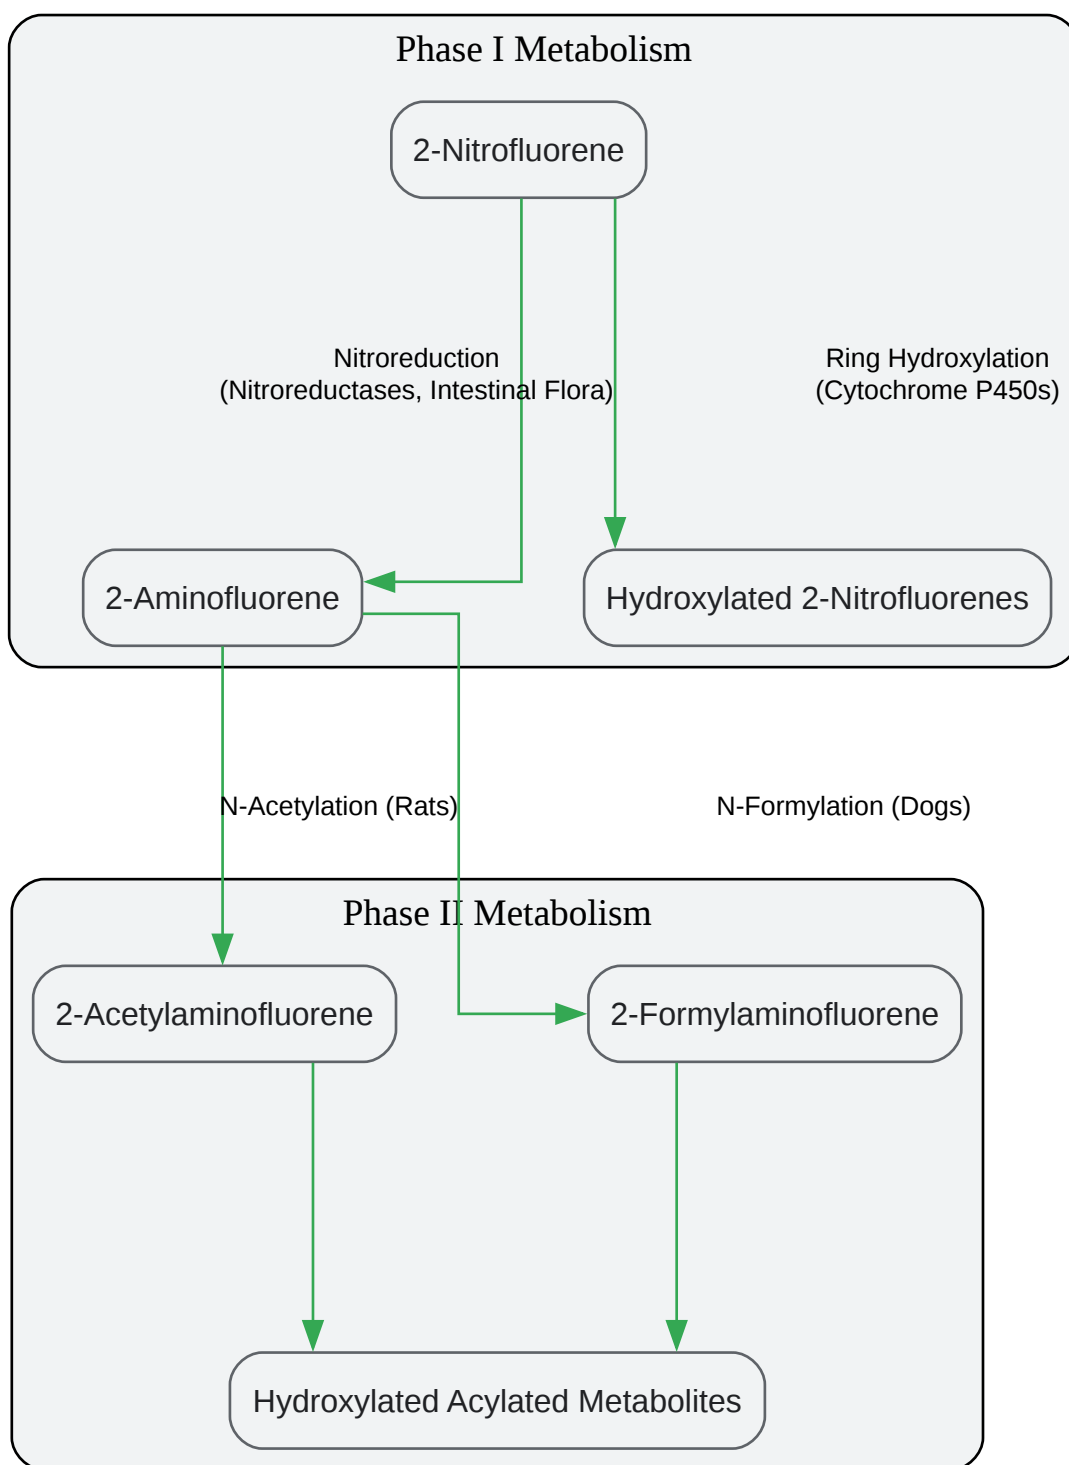 Phase I Metabolism
2-Nitrofluorene
Nitroreduction
(Nitroreductases, Intestinal Flora)
Ring Hydroxylation
(Cytochrome P450s)
2-Aminofluorene
Hydroxylated 2-Nitrofluorenes
N-Acetylation (Rats)
N-Formylation (Dogs)
Phase II Metabolism
2-Acetylaminofluorene
2-Formylaminofluorene
Hydroxylated Acylated Metabolites